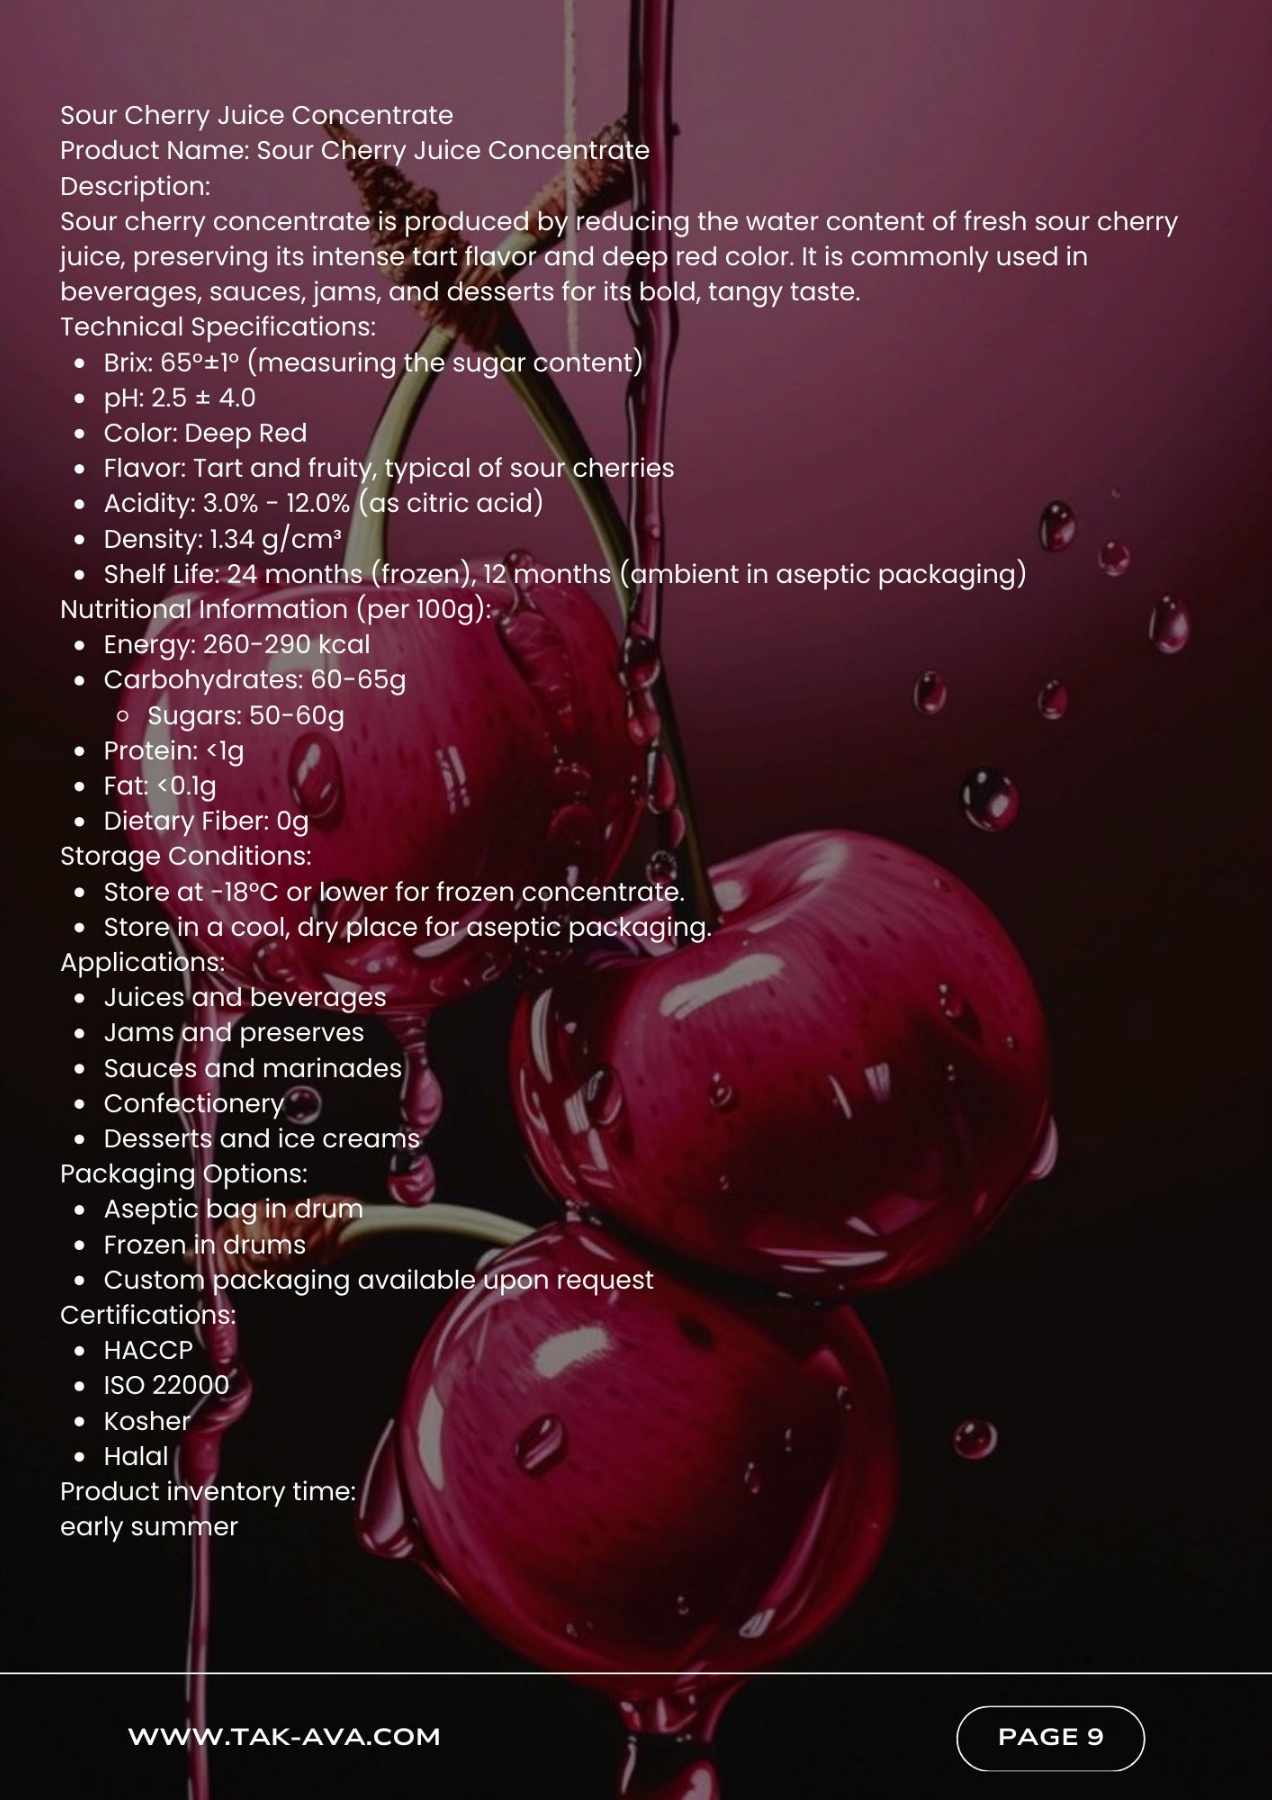 Sour Cherry Juice Concentrate
Product Name: Sour Cherry Juice Concentrate
Description:
Sour cherry concentrate is produced by reducing the water content of fresh sour cherry
juice, preserving its intense tart flavor and deep red color. It is commonly used in
beverages, sauces, jams, and desserts for its bold, tangy taste.
Technical Specifications:
• Brix: 65°±1° (measuring the sugar content)
• pH: 2.5 ± 4.0
• Color: Deep Red
• Flavor: Tart and fruity, typical of sour cherries
• Acidity: 3.0% - 12.0% (as citric acid)
• Density: 1.34 g/cm³
• Shelf Life: 24 months (frozen), 12 months (ambient in aseptic packaging)
Nutritional Information (per 100g):
• Energy: 260-290 kcal
• Carbohydrates: 60-65g
◦ Sugars: 50-60g
• Protein: <1g
• Fat: <0.1g
• Dietary Fiber: 0g
Storage Conditions:
• Store at -18°C or lower for frozen concentrate.
• Store in a cool, dry place for aseptic packaging.
Applications:
• Juices and beverages
• Jams and preserves
• Sauces and marinades
• Confectionery
• Desserts and ice creams
Packaging Options:
• Aseptic bag in drum
• Frozen in drums
• Custom packaging available upon request
Certifications:
• HACCP
• ISO 22000
• Kosher
• Halal
Product inventory time:
early summer
WWW.TAK-AVA.COM
PAGE 9